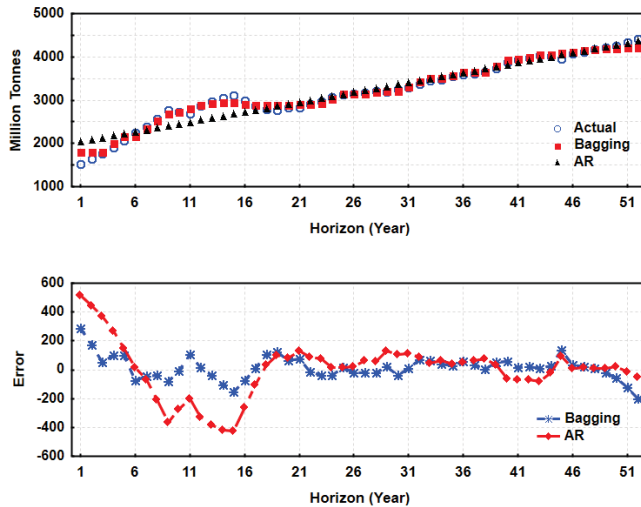 Million Tonnes
5000
4000
3000
2000
1000
Actual
Bagging
AR
1 6 11 16 21 26 31 36 41 46 51
Horizon (Year)
Error
600
400
200
0
-200
-400
-600
Bagging
AR
1 6 11 16 21 26 31 36 41 46 51
Horizon (Year)